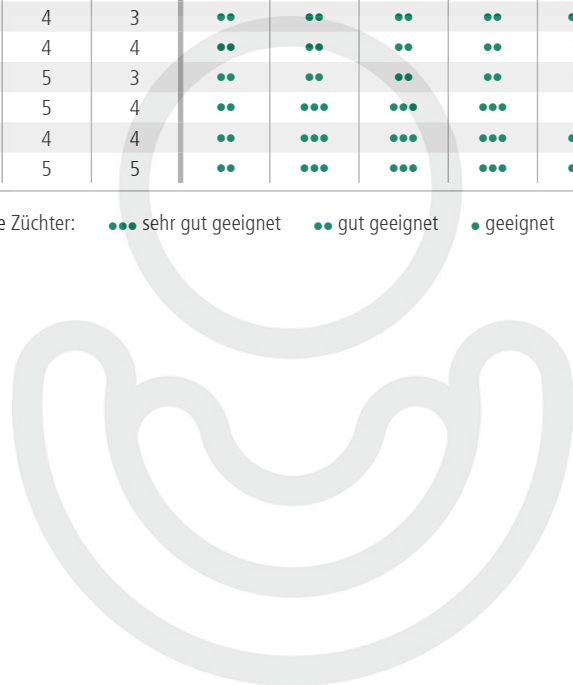 4 3 •• •• •• ••
4 4 •• •• •• ••
5 3 •• •• •• ••
5 4 •• ••• ••• •••
4 4 •• ••• ••• •••
5 5 •• ••• ••• •••
e Züchter: ••• sehr gut geeignet •• gut geeignet • geeignet